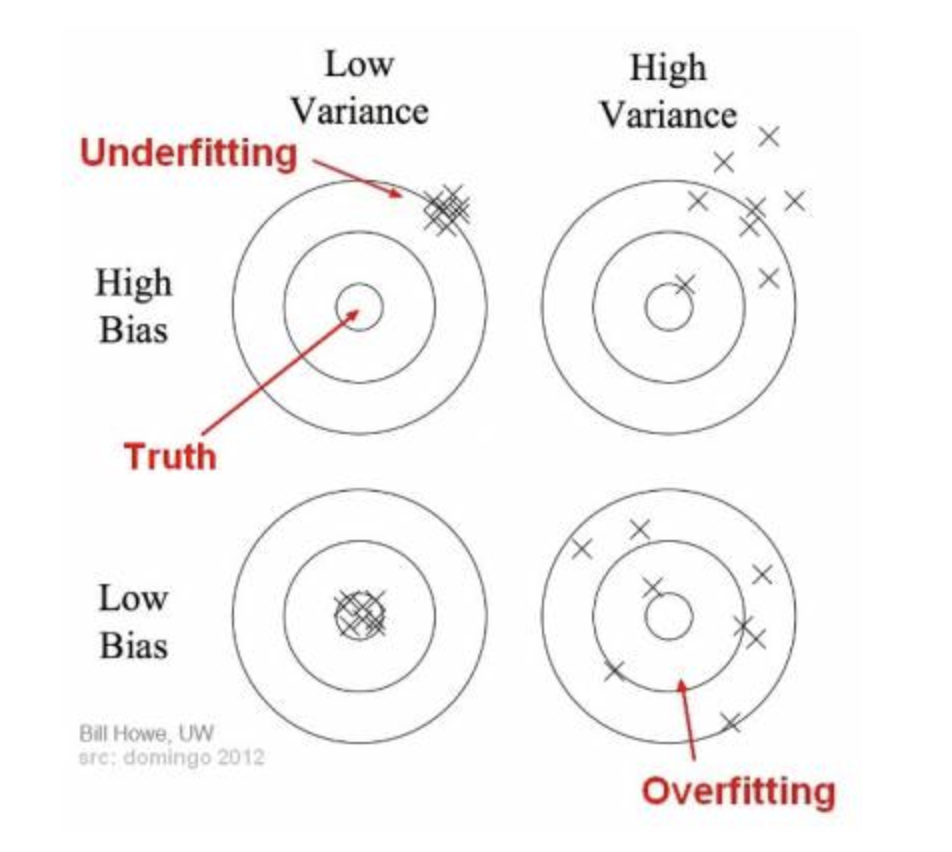 Low
Variance
High
Variance
Underfitting
High
Bias
Truth
Low
Bias
Bill Howe, UW
src: domingo 2012
Overfitting